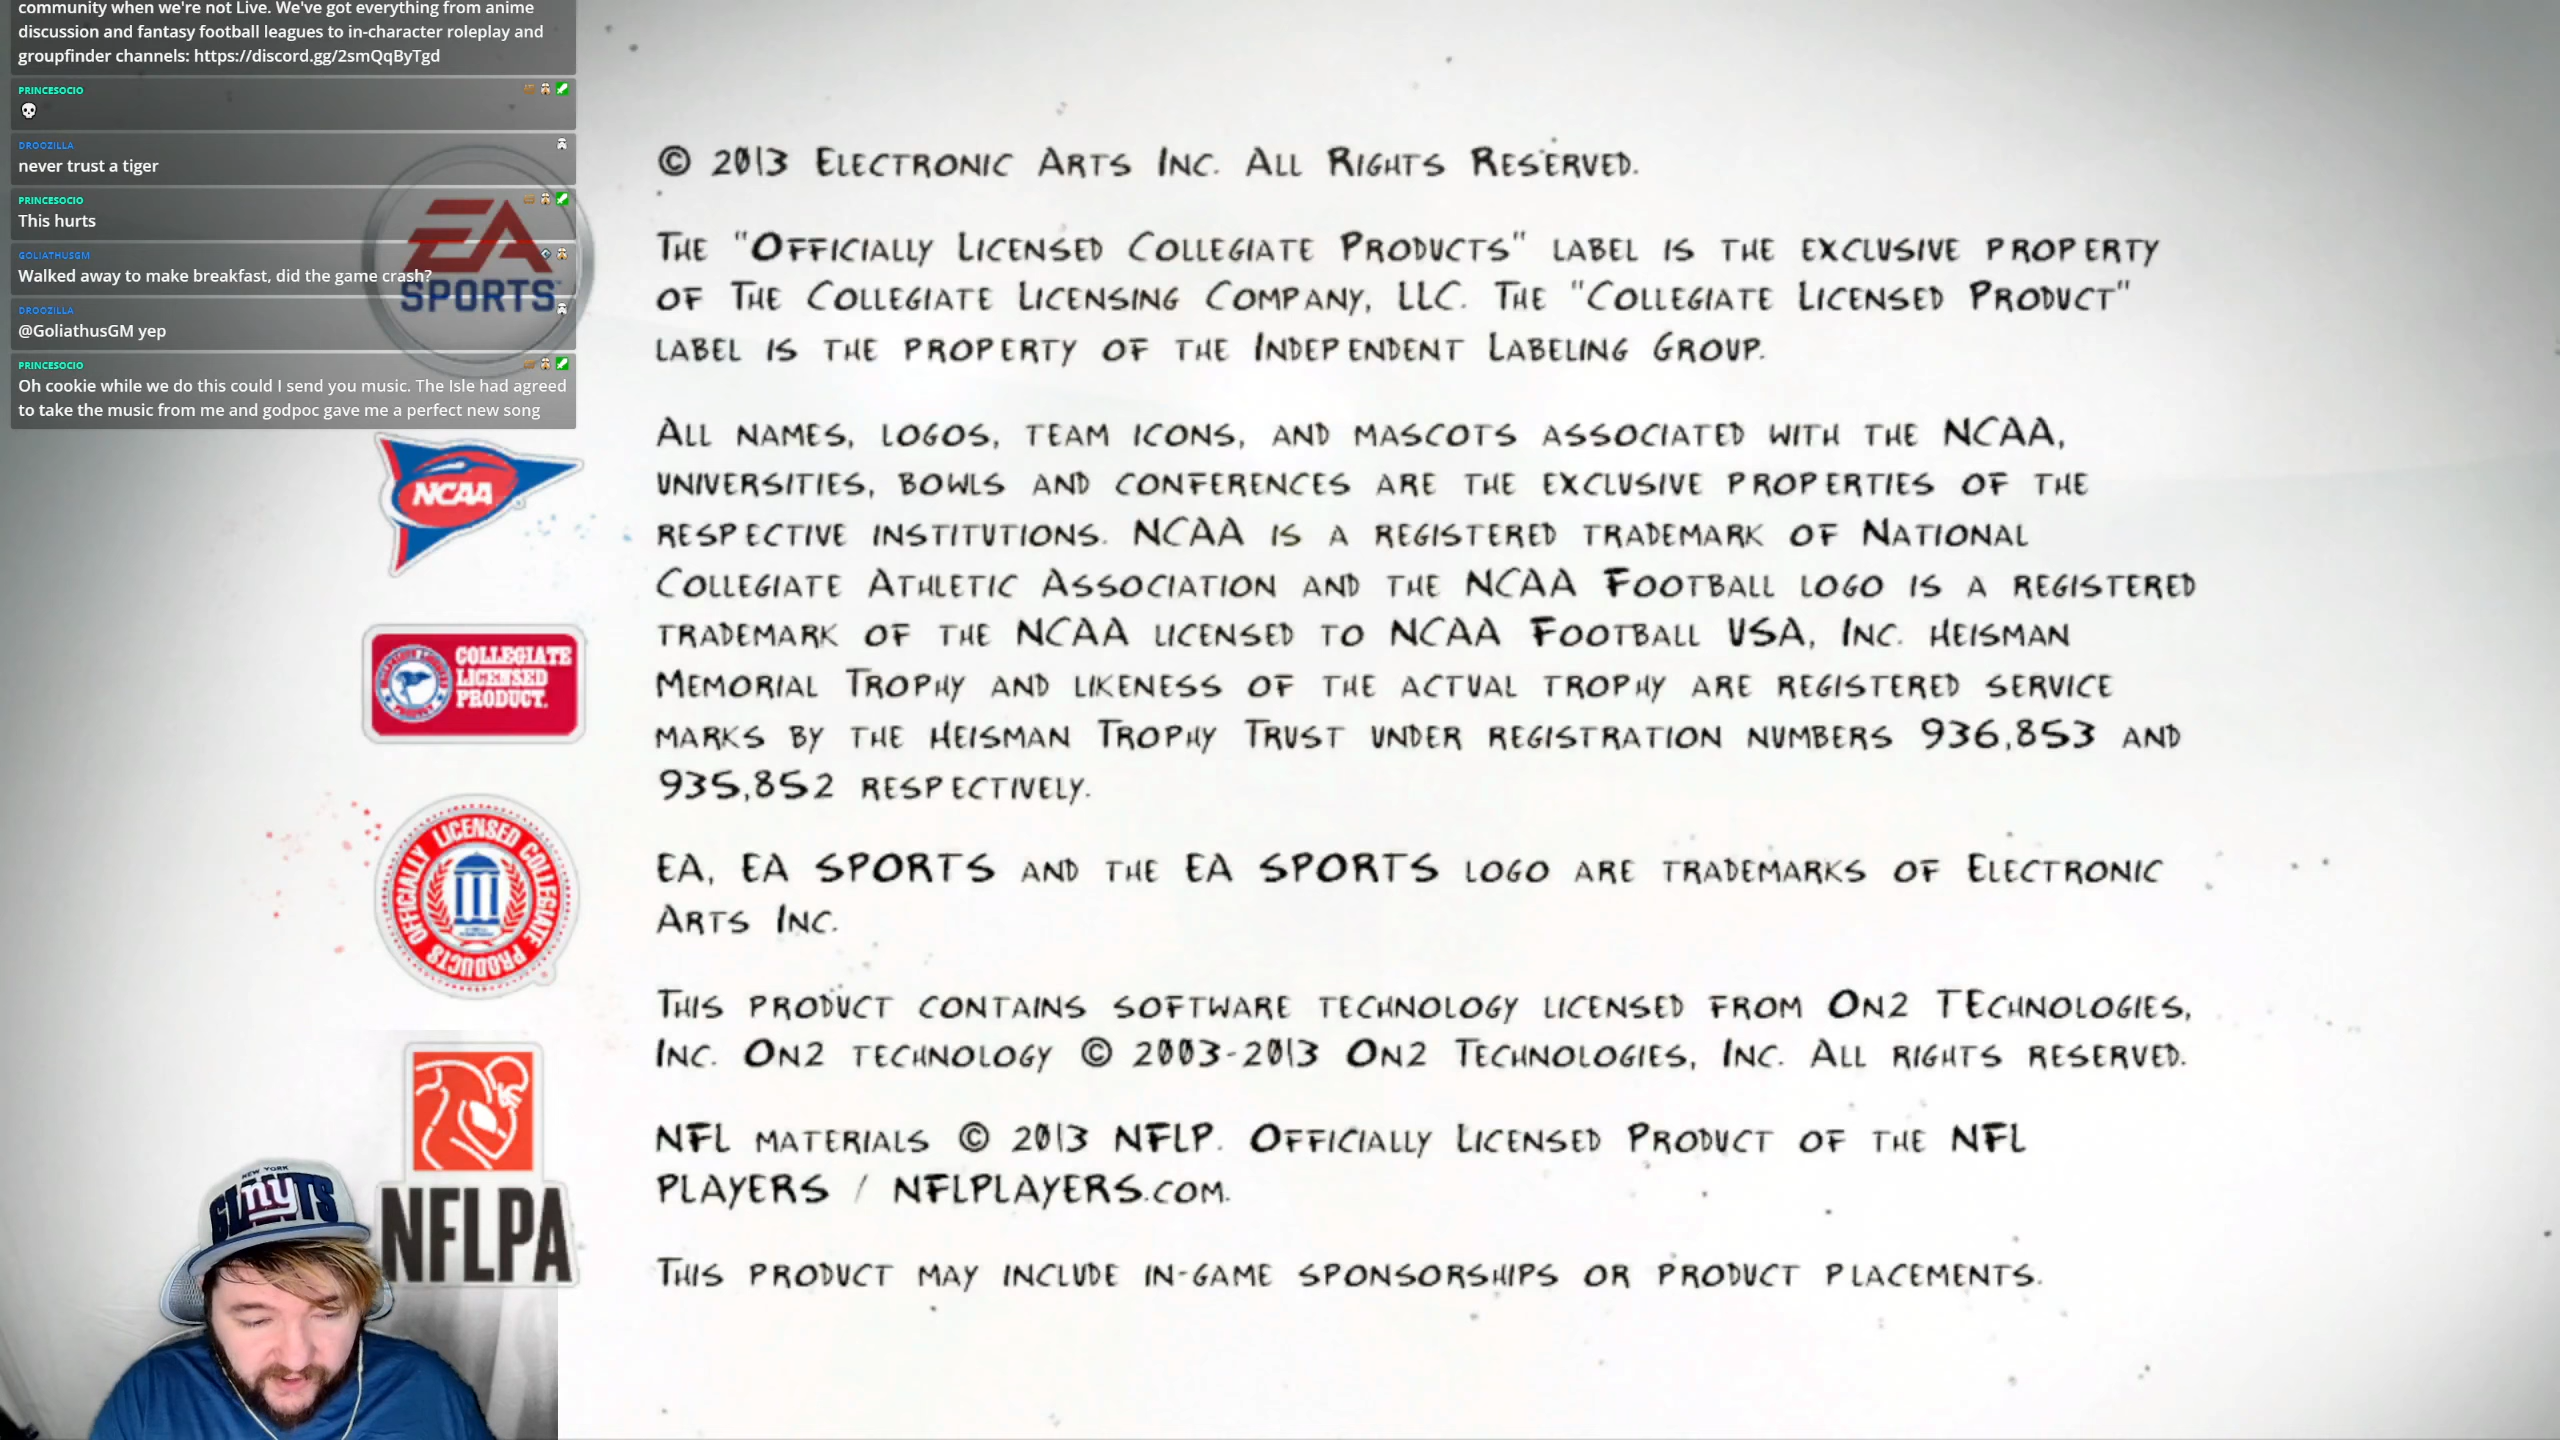 community when we're not Live. We've got everything from anime
discussion and fantasy football leagues to in-character roleplay and
groupfinder channels: https://discord.gg/2smQqByTgd
PRINCESOCIO
💀
DROOZILLA
never trust a tiger
PRINCESOCIO
This hurts
GOLIATHUSGM
Walked away to make breakfast, did the game crash?
DROOZILLA
@GoliathusGM yep
PRINCESOCIO
Oh cookie while we do this could I send you music. The Isle had agreed
to take the music from me and godpoc gave me a perfect new song
EA
SPORTS
NCAA
COLLEGIATE
LICENSED
PRODUCT.
OFFICIALLY LICENSED COLLEGIATE PRODUCTS
NFLPA
NEW YORK
GIANTS
ny
© 2013 Electronic Arts Inc. All Rights Reserved.
The "Officially Licensed Collegiate Products" label is the exclusive property
of The Collegiate Licensing Company, LLC. The "Collegiate Licensed Product"
label is the property of the Independent Labeling Group.
All names, logos, team icons, and mascots associated with the NCAA,
universities, bowls and conferences are the exclusive properties of the
respective institutions. NCAA is a registered trademark of National
Collegiate Athletic Association and the NCAA Football logo is a registered
trademark of the NCAA licensed to NCAA Football USA, Inc. Heisman
Memorial Trophy and likeness of the actual trophy are registered service
marks by the Heisman Trophy Trust under registration numbers 936,853 and
935,852 respectively.
EA, EA SPORTS and the EA SPORTS logo are trademarks of Electronic
Arts Inc.
This product contains software technology licensed from On2 TEchnologies,
Inc. On2 technology © 2003-2013 On2 Technologies, Inc. All rights reserved.
NFL materials © 2013 NFLP. Officially Licensed Product of the NFL
PLAYERS / NFLPLAYERS.com.
This product may include in-game sponsorships or product placements.